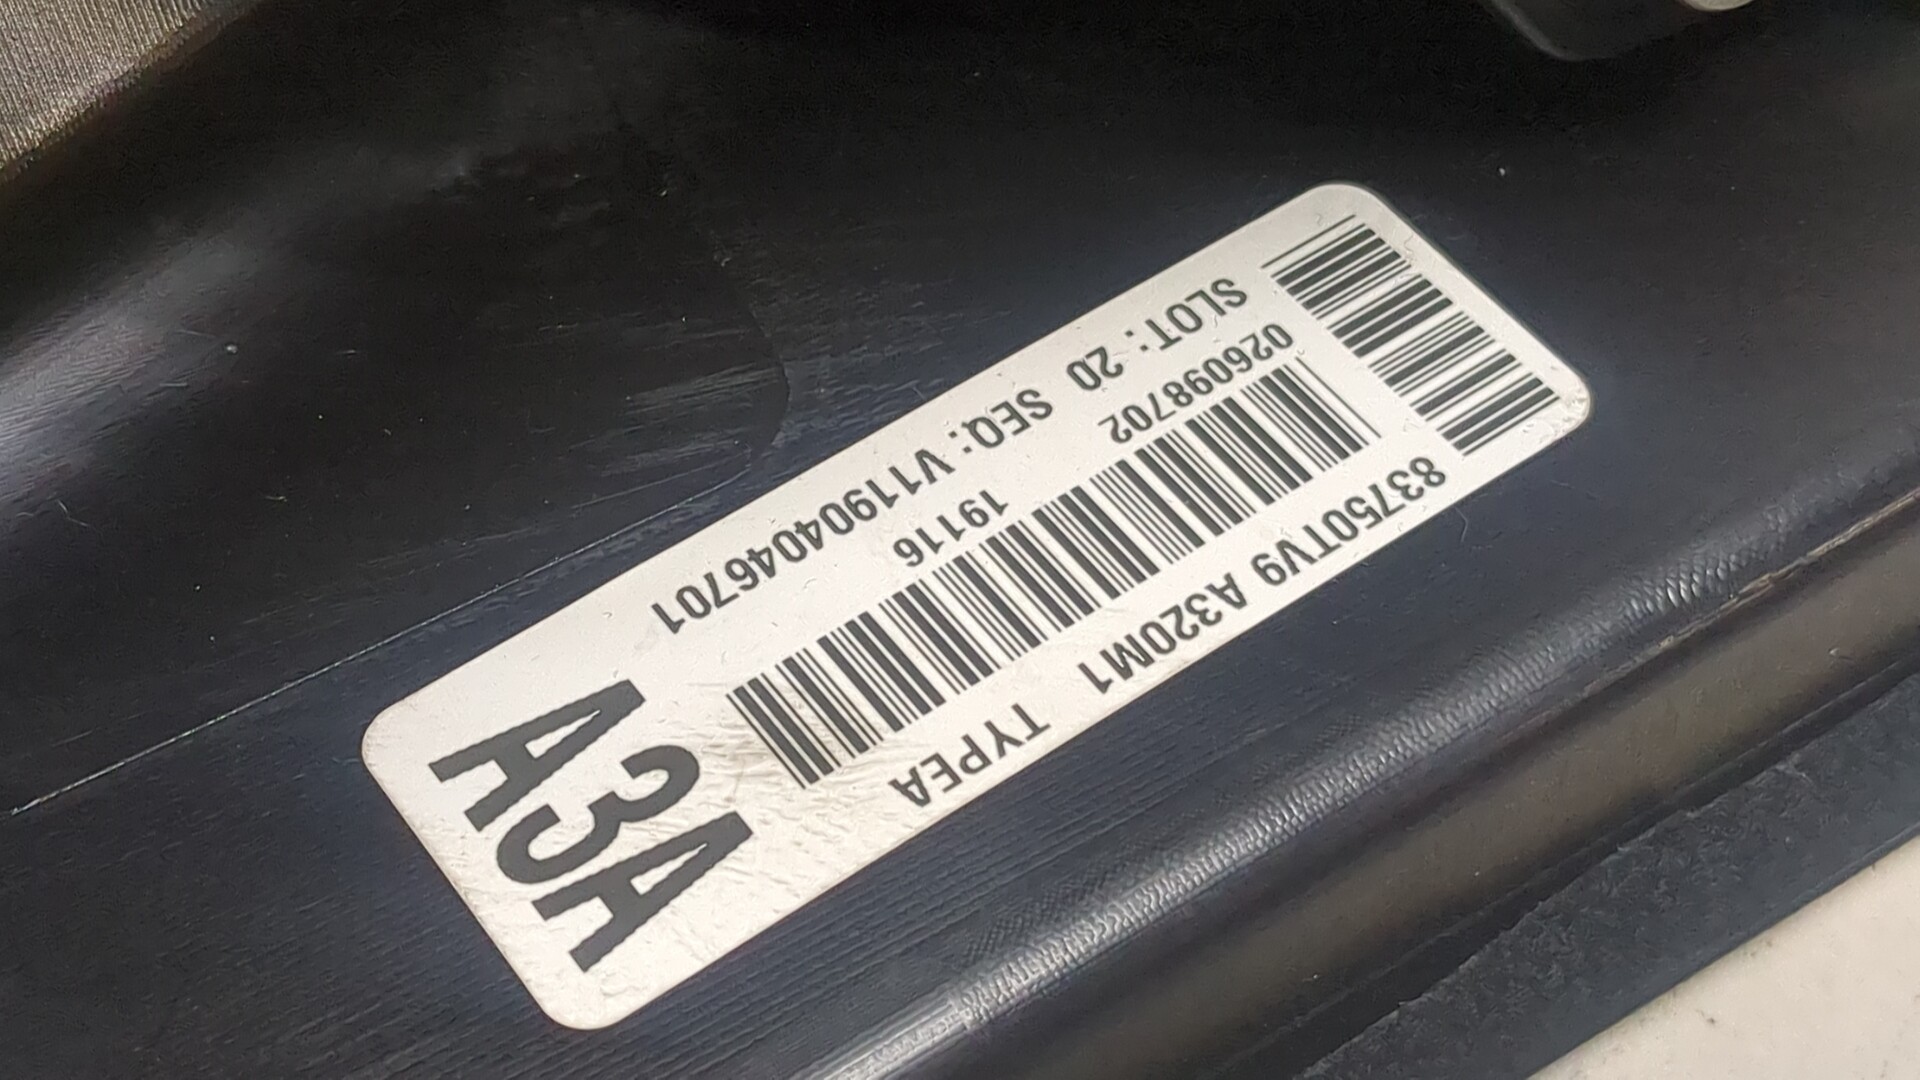 83750TV9 A320M1 TYPEA
026098702 19116
SLOT: 20 SEQ: V11904046701
A3A